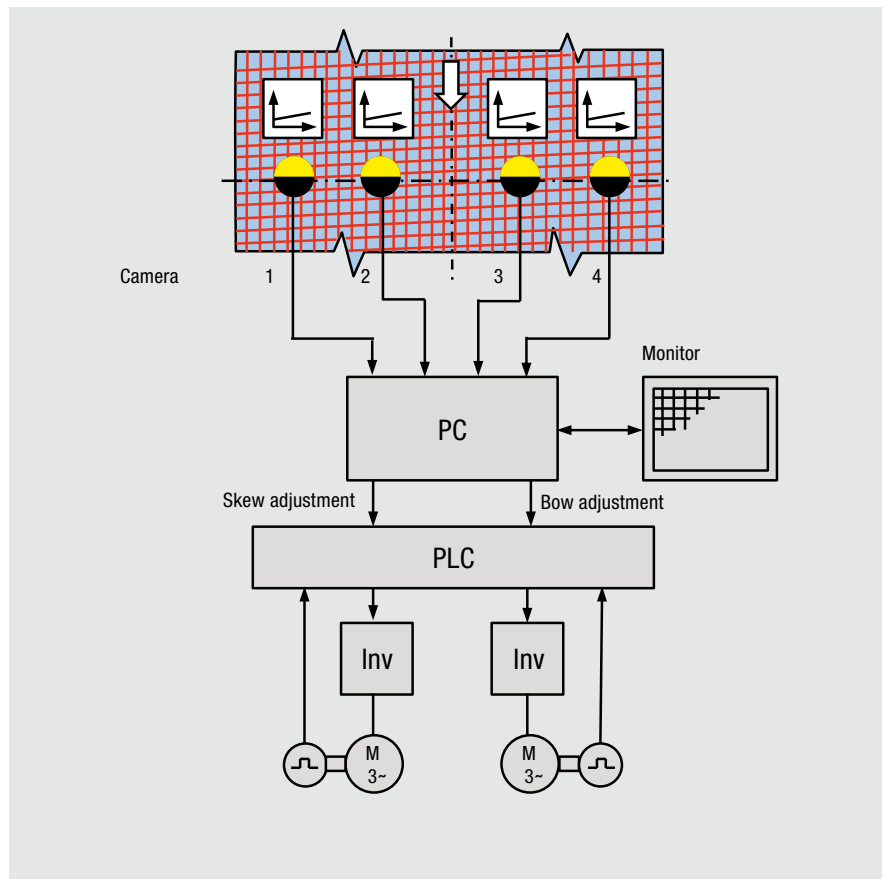 Camera 1 2 3 4
Monitor
PC
Skew adjustment Bow adjustment
PLC
Inv Inv
M M
3~ 3~